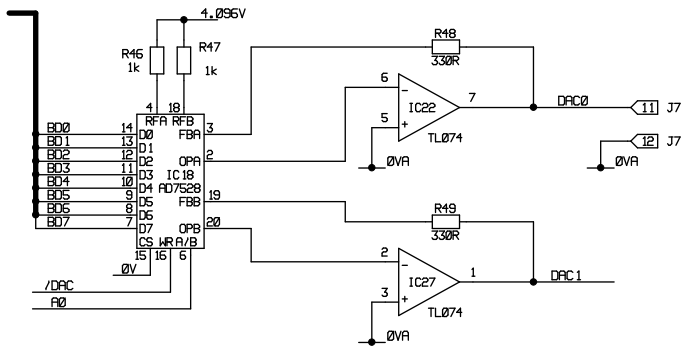 4.096V
R46
1k
R47
1k
R48
330R
4 18
RFA RFB
BD0 14 D0 FBA 3
BD1 13 D1
BD2 12 D2 OPA 2
BD3 11 D3 IC18
BD4 10 D4 AD7528
BD5 9 D5 FBB 19
BD6 8 D6
BD7 7 D7 OPB 20
CS WR A/B
15 16 6
0V
/DAC
A0
6 -
5 +
IC22
7
TL074
0VA
DAC0
11 J7
12 J7
0VA
R49
330R
2 -
3 +
IC27
1
TL074
0VA
DAC1